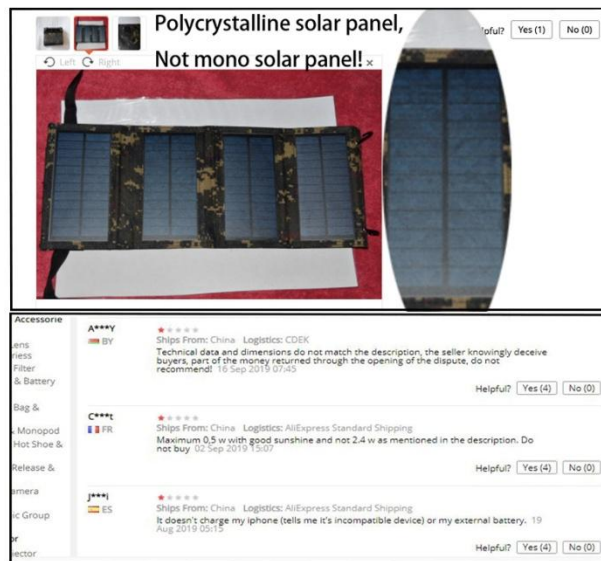 Polycrystalline solar panel,
Not mono solar panel!
Helpful? Yes (1) No (0)
Left Right ×
Accessorie
A***Y
BY
Ships From: China Logistics: CDEK
Technical data and dimensions do not match the description, the seller knowingly deceive
buyers, part of the money returned through the opening of the dispute, do not
recommend! 16 Sep 2019 07:45
Helpful? Yes (4) No (0)
ens
riess
Filter
& Battery
Bag &
Monopod
Hot Shoe &
Release &
amera
ic Group
or
ector
C***t
FR
Ships From: China Logistics: AliExpress Standard Shipping
Maximum 0,5 w with good sunshine and not 2.4 w as mentioned in the description. Do
not buy 02 Sep 2019 15:07
Helpful? Yes (4) No (0)
J***i
ES
Ships From: China Logistics: AliExpress Standard Shipping
It doesn't charge my iphone (tells me it's incompatible device) or my external battery. 19
Aug 2019 05:15
Helpful? Yes (4) No (0)